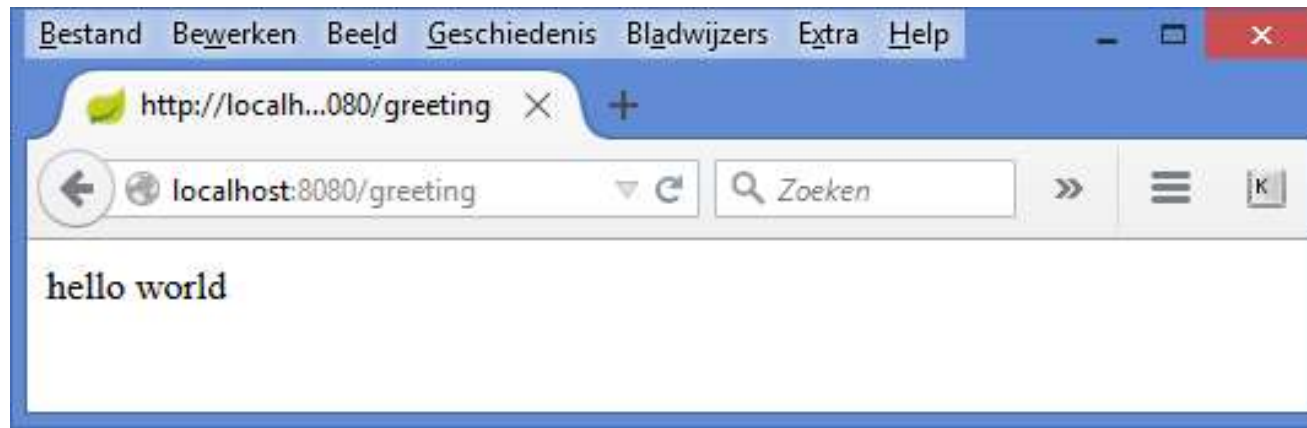 Bestand Bewerken Beeld Geschiedenis Bladwijzers Extra Help
http://localh...080/greeting
localhost:8080/greeting Zoeken K
hello world